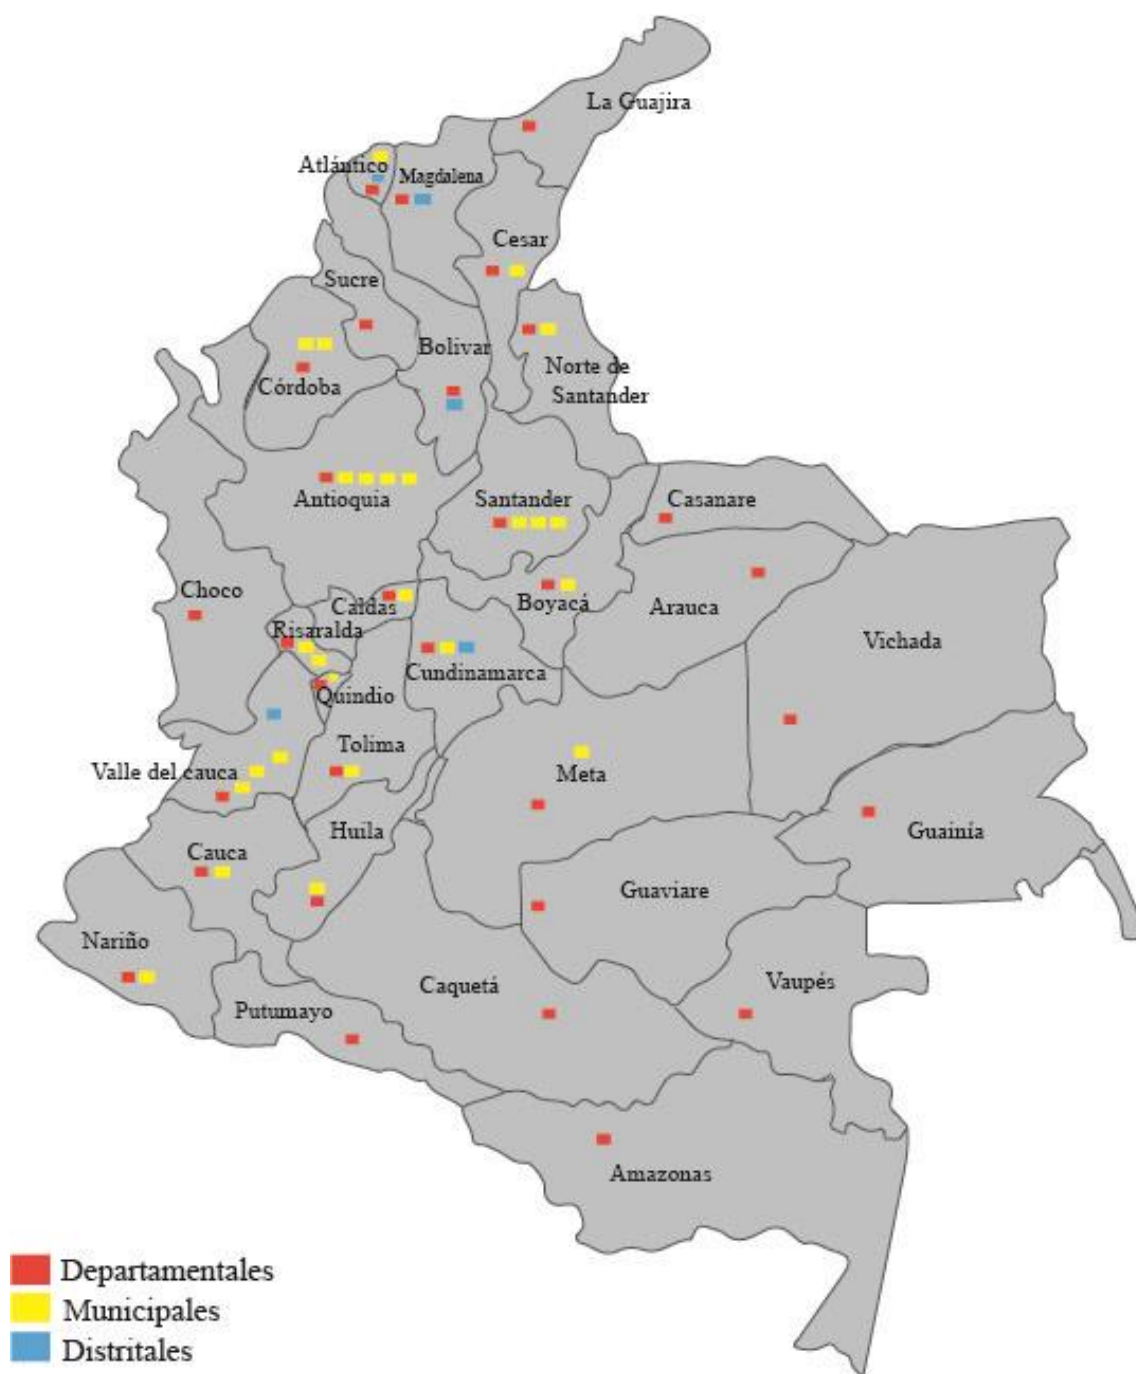 La Guajira
Atlántico
Magdalena
Cesar
Sucre
Bolivar
Norte de
Santander
Córdoba
Antioquia
Santander
Casanare
Choco
Caldas
Boyacá
Arauca
Risaralda
Vichada
Cundinamarca
Quindio
Tolima
Valle del cauca
Meta
Huila
Guainía
Cauca
Guaviare
Nariño
Caquetá
Vaupés
Putumayo
Amazonas
Departamentales
Municipales
Distritales